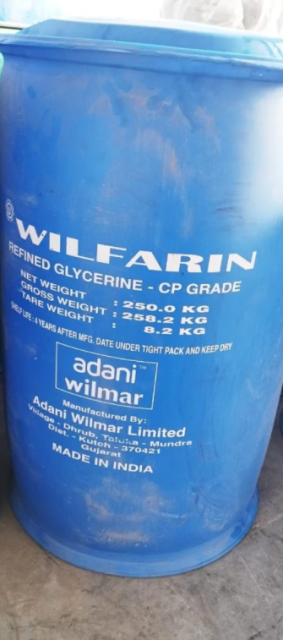 WILFARIN
REFINED GLYCERINE - CP GRADE
NET WEIGHT : 250.0 KG
GROSS WEIGHT : 258.2 KG
TARE WEIGHT : 8.2 KG
SHELF LIFE : 4 YEARS AFTER MFG. DATE UNDER TIGHT PACK AND KEEP DRY
adani™
wilmar
Manufactured By:
Adani Wilmar Limited
Village - Dhrub, Taluka - Mundra
Dist. - Kutch - 370421
Gujarat
MADE IN INDIA